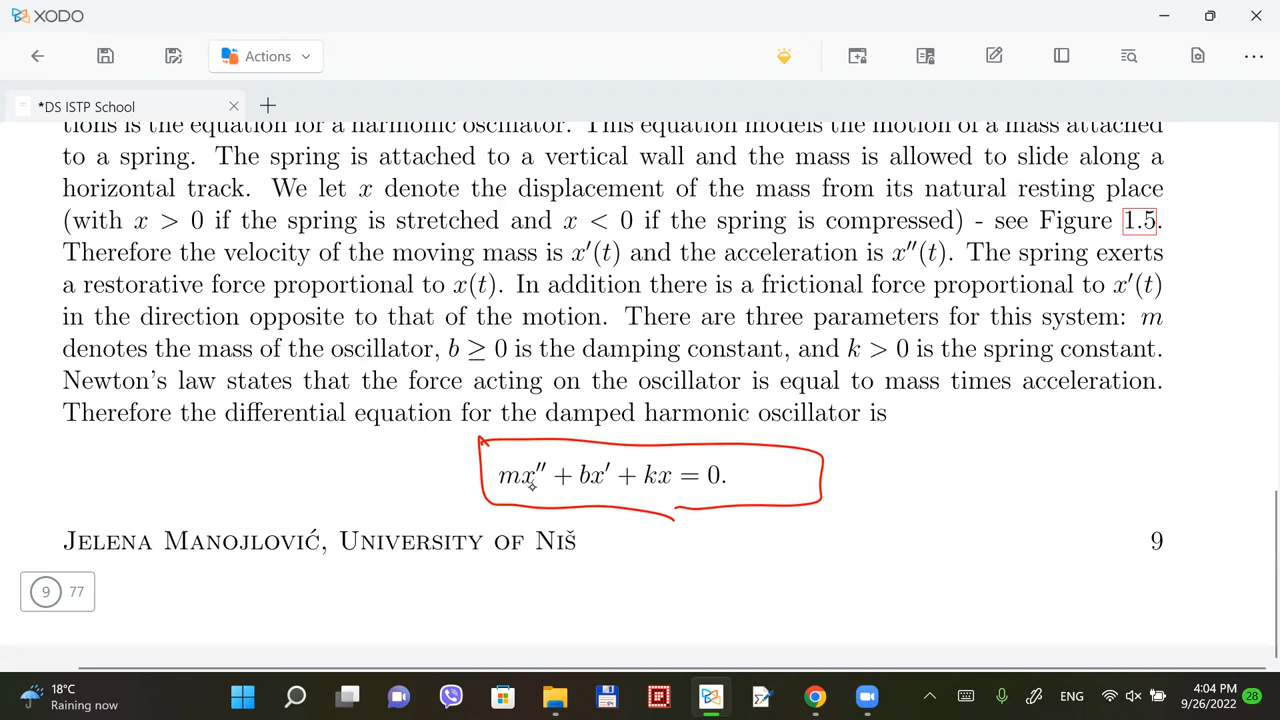 XODO
Actions
*DS ISTP School
tions is the equation for a harmonic oscillator. This equation models the motion of a mass attached
to a spring. The spring is attached to a vertical wall and the mass is allowed to slide along a
horizontal track. We let x denote the displacement of the mass from its natural resting place
(with x > 0 if the spring is stretched and x < 0 if the spring is compressed) - see Figure 1.5.
Therefore the velocity of the moving mass is x′(t) and the acceleration is x″(t). The spring exerts
a restorative force proportional to x(t). In addition there is a frictional force proportional to x′(t)
in the direction opposite to that of the motion. There are three parameters for this system: m
denotes the mass of the oscillator, b ≥ 0 is the damping constant, and k > 0 is the spring constant.
Newton's law states that the force acting on the oscillator is equal to mass times acceleration.
Therefore the differential equation for the damped harmonic oscillator is
mx″ + bx′ + kx = 0.
Jelena Manojlović, University of Niš 9
9 77
18°C
Raining now
ENG
4:04 PM
9/26/2022
28